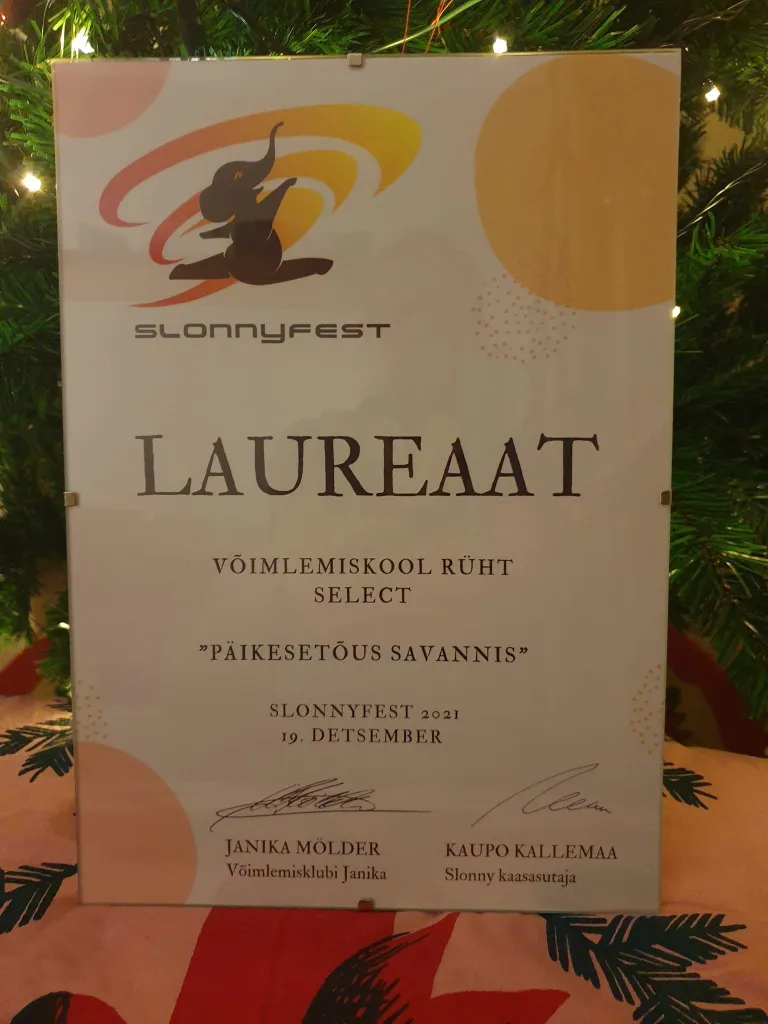 SLONNYFEST
LAUREAAT
VÕIMLEMISKOOL RÜHT
SELECT
"PÄIKESETÕUS SAVANNIS"
SLONNYFEST 2021
19. DETSEMBER
JANIKA MÖLDER
Võimlemisklubi Janika
KAUPO KALLEMAA
Slonny kaasasutaja